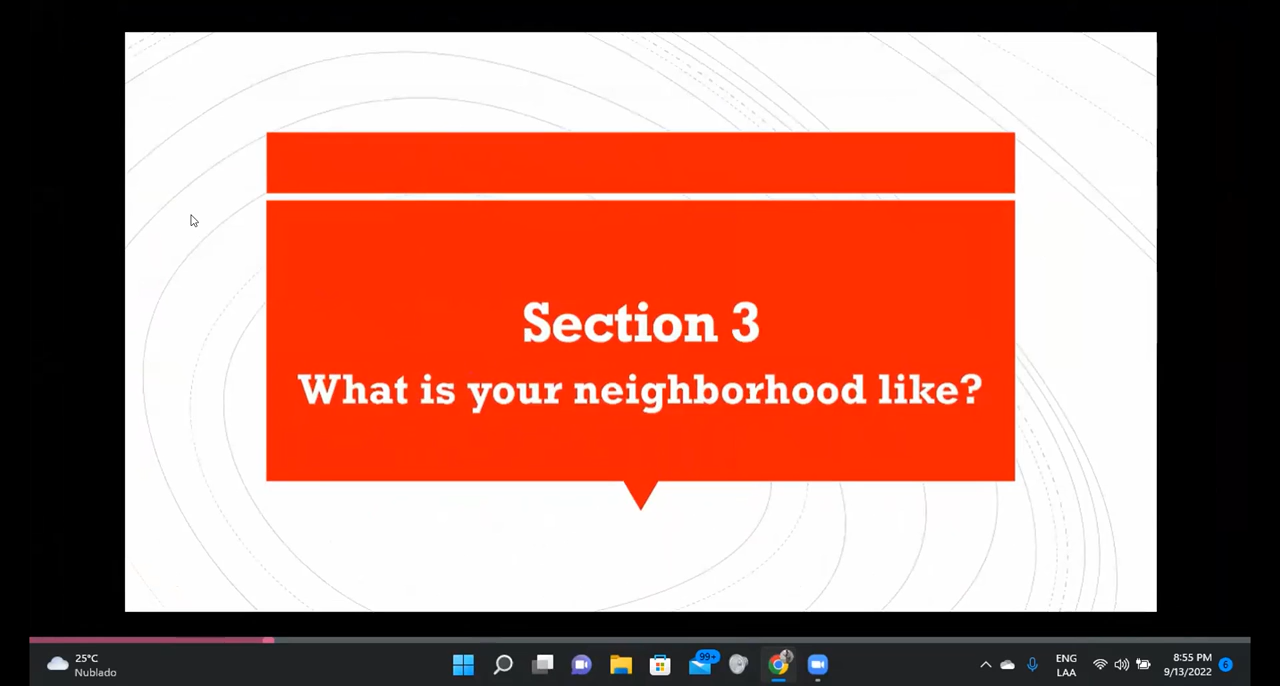 Section 3
What is your neighborhood like?
25°C
Nublado
99+
ENG
LAA
8:55 PM
9/13/2022
6